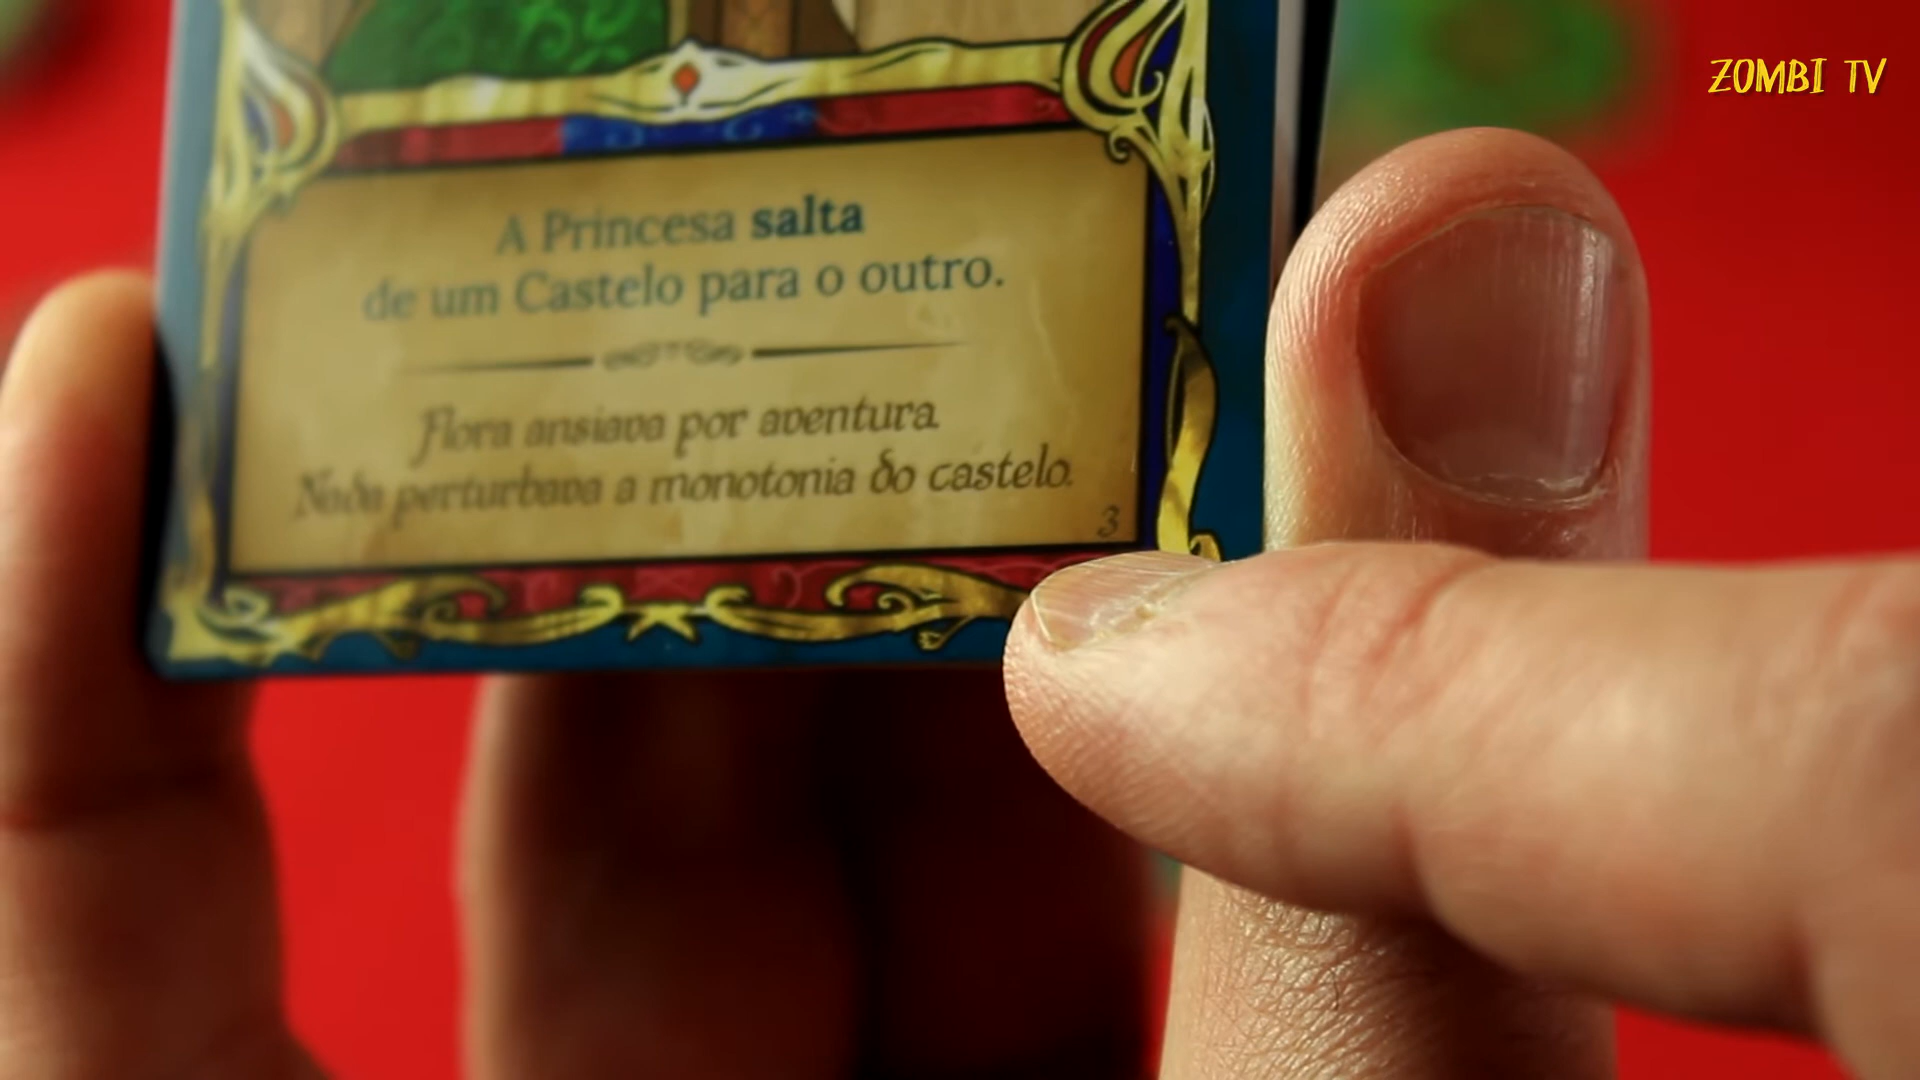 ZOMBI TV
A Princesa salta
de um Castelo para o outro.
Flora ansiava por aventura.
Nada perturbava a monotonia do castelo.
3